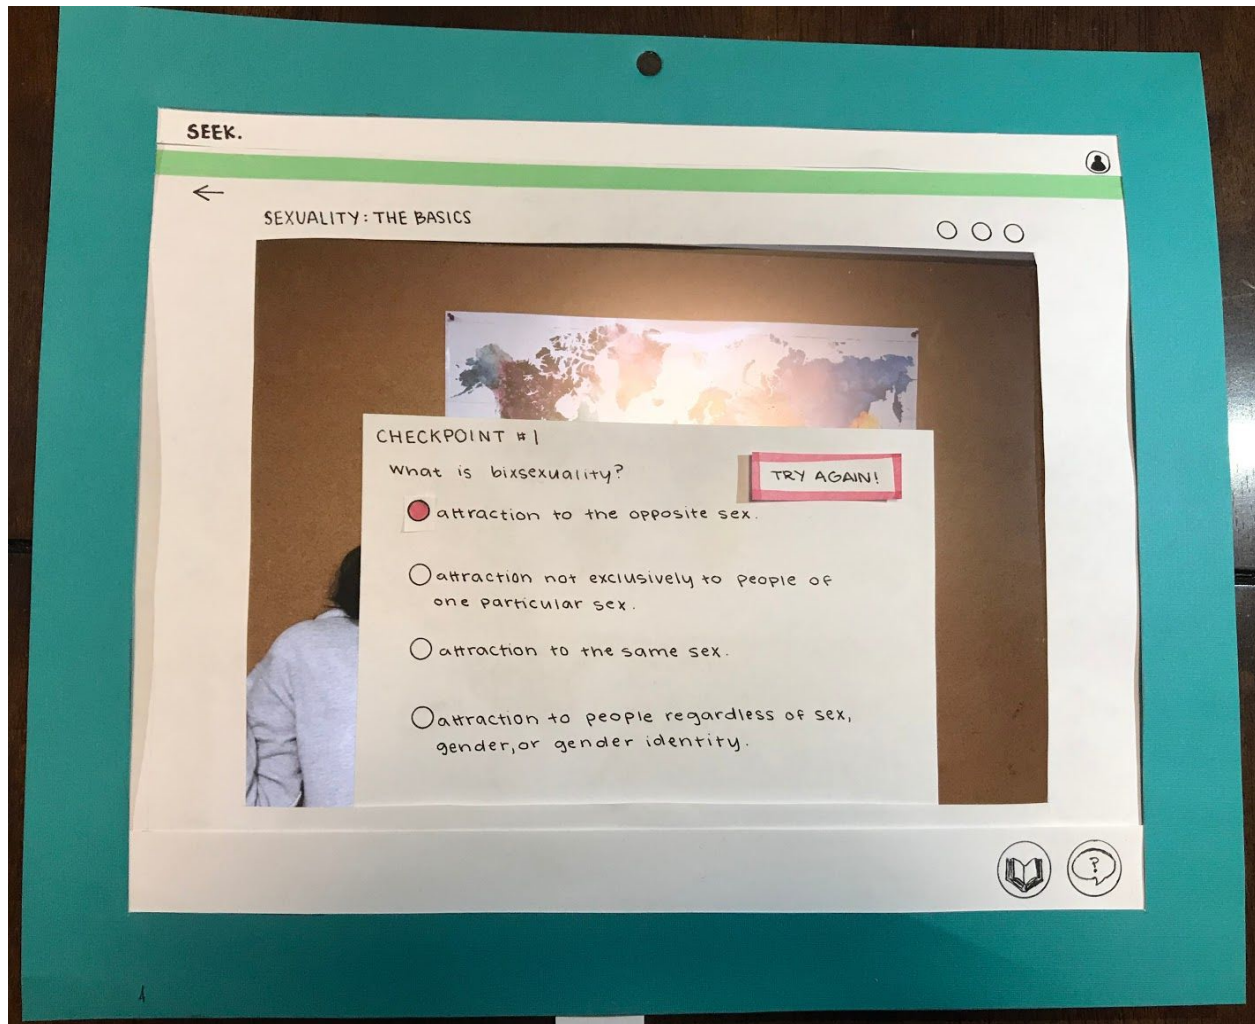 SEEK.
SEXUALITY: THE BASICS
CHECKPOINT #1
What is bixsexuality?
TRY AGAIN!
attraction to the opposite sex.
attraction not exclusively to people of
one particular sex.
attraction to the same sex.
attraction to people regardless of sex,
gender, or gender identity.
?